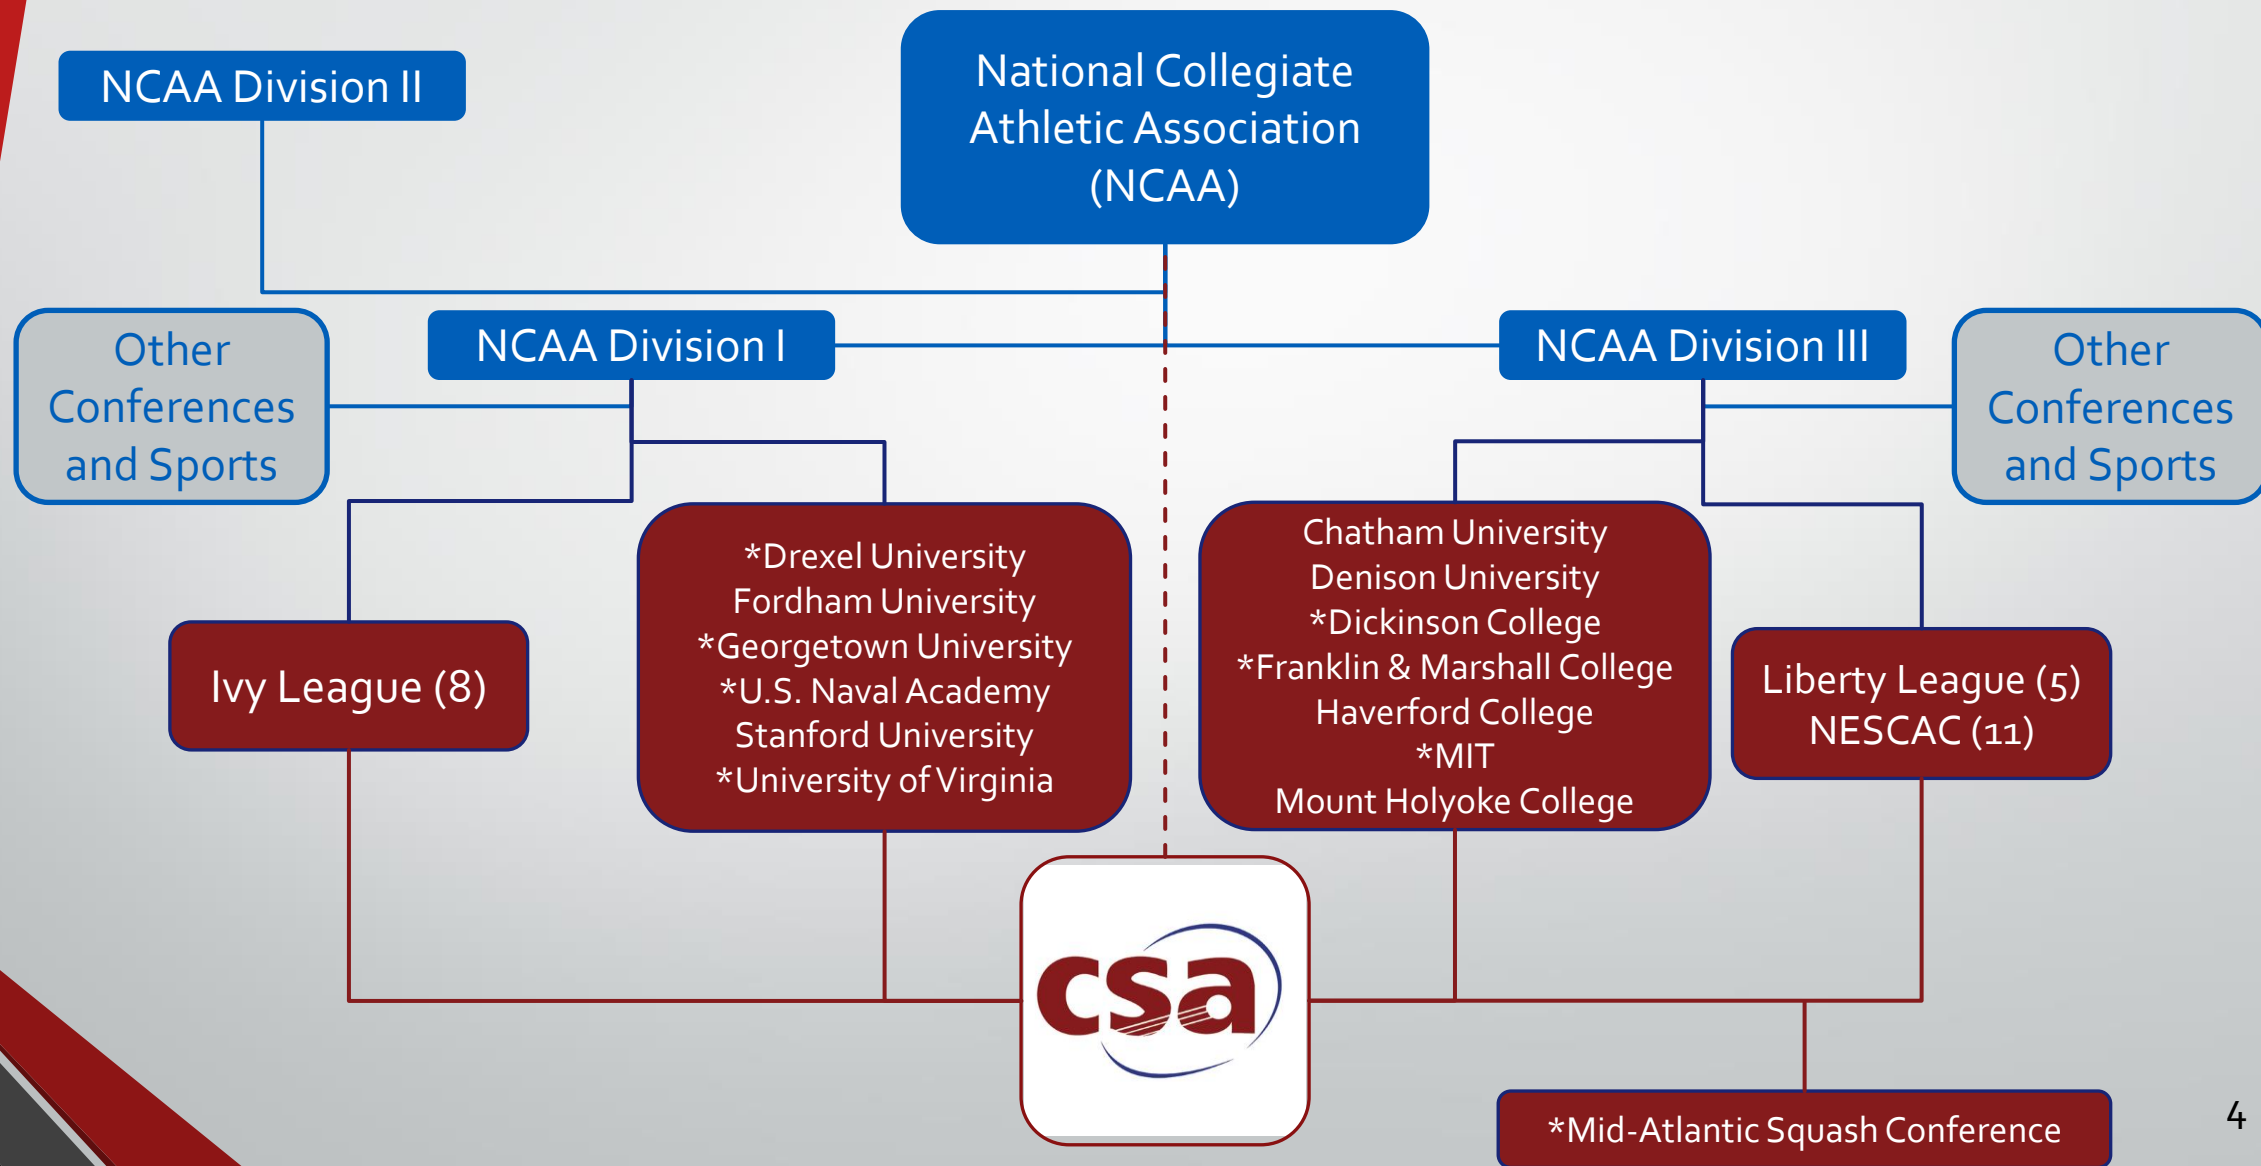 NCAA Division II
National Collegiate
Athletic Association
(NCAA)
Other
Conferences
and Sports
NCAA Division I
NCAA Division III
Other
Conferences
and Sports
Ivy League (8)
*Drexel University
Fordham University
*Georgetown University
*U.S. Naval Academy
Stanford University
*University of Virginia
Chatham University
Denison University
*Dickinson College
*Franklin & Marshall College
Haverford College
*MIT
Mount Holyoke College
Liberty League (5)
NESCAC (11)
csa
*Mid-Atlantic Squash Conference
4